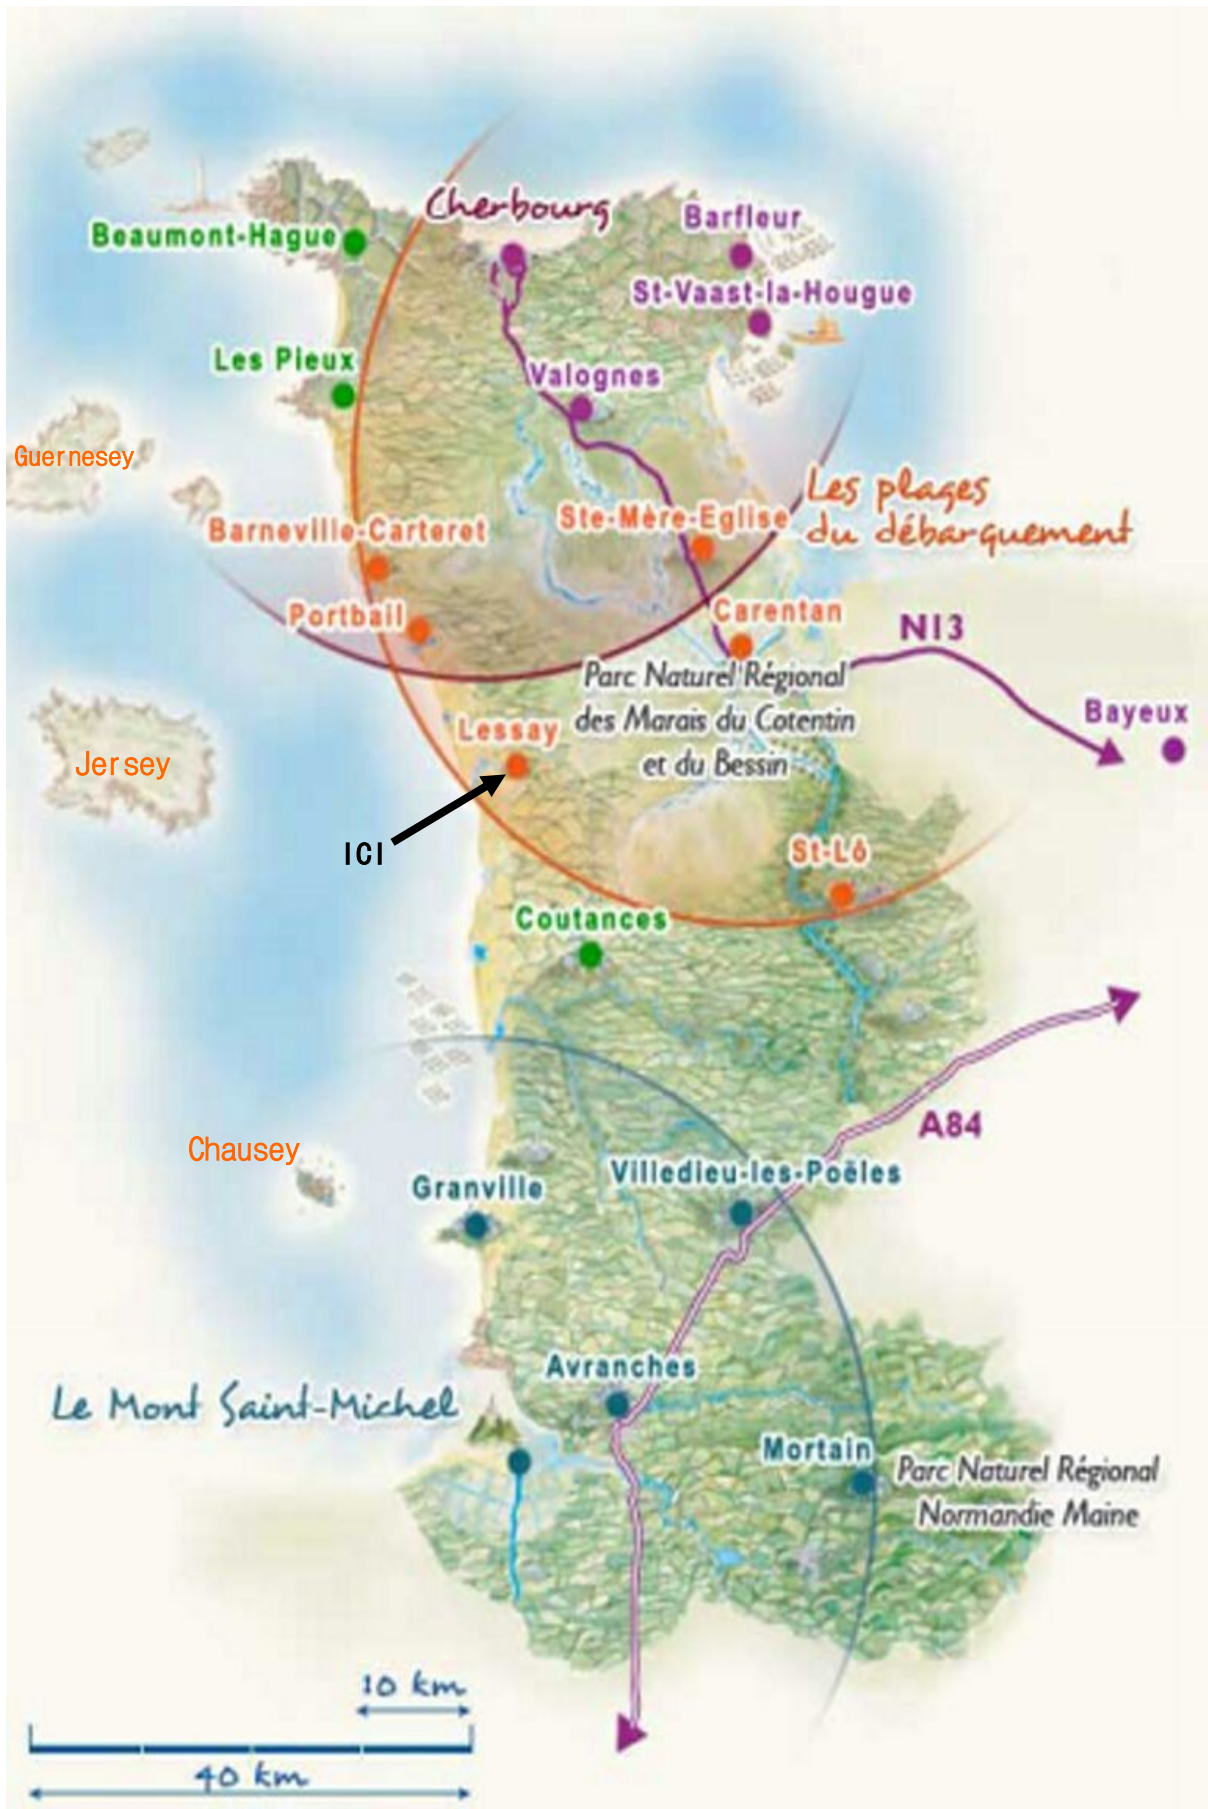 Cherbourg
Barfleur
Beaumont-Hague
St-Vaast-la-Hougue
Les Pieux
Valognes
Guernesey
Les plages
du débarquement
Barneville-Carteret
Ste-Mère-Eglise
Portbail
Carentan
N13
Parc Naturel Régional
des Marais du Cotentin
et du Bessin
Bayeux
Lessay
Jersey
ICI
St-Lô
Coutances
A84
Chausey
Granville
Villedieu-les-Poëles
Avranches
Le Mont Saint-Michel
Mortain
Parc Naturel Régional
Normandie Maine
10 km
40 km